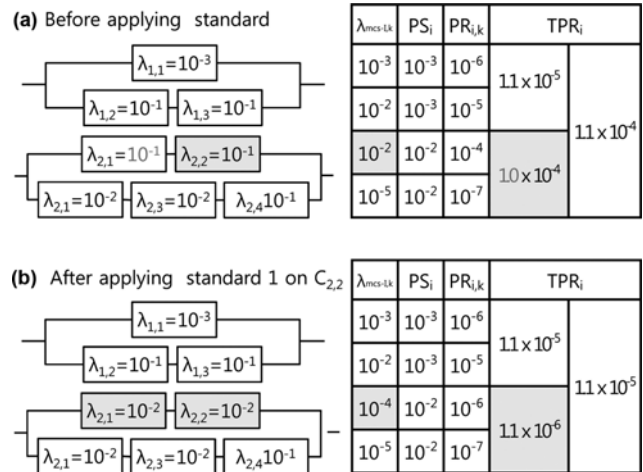 (a) Before applying standard
λ1,1=10⁻³
λ1,2=10⁻¹ λ1,3=10⁻¹
λ2,1=10⁻¹ λ2,2=10⁻¹
λ2,1=10⁻² λ2,3=10⁻² λ2,410⁻¹
λmcs-i,k PSi PRi,k TPRi
10⁻³ 10⁻³ 10⁻⁶ 1.1 x 10⁻⁵ 1.1 x 10⁻⁴
10⁻² 10⁻³ 10⁻⁵
10⁻² 10⁻² 10⁻⁴ 1.0 x 10⁻⁴
10⁻⁵ 10⁻² 10⁻⁷
(b) After applying standard 1 on C2,2
λ1,1=10⁻³
λ1,2=10⁻¹ λ1,3=10⁻¹
λ2,1=10⁻² λ2,2=10⁻²
λ2,1=10⁻² λ2,3=10⁻² λ2,410⁻¹
λmcs-i,k PSi PRi,k TPRi
10⁻³ 10⁻³ 10⁻⁶ 1.1 x 10⁻⁵ 1.1 x 10⁻⁵
10⁻² 10⁻³ 10⁻⁵
10⁻⁴ 10⁻² 10⁻⁶ 1.1 x 10⁻⁶
10⁻⁵ 10⁻² 10⁻⁷